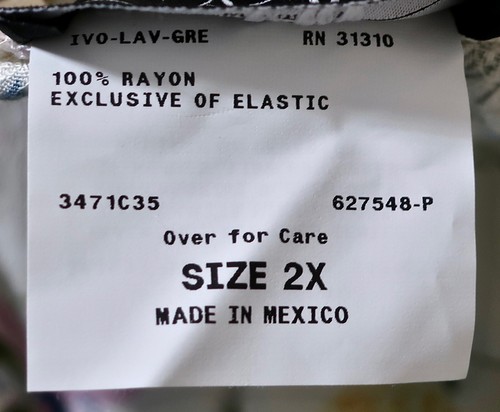 IVO-LAV-GRE RN 31310
100% RAYON
EXCLUSIVE OF ELASTIC
3471C35 627548-P
Over for Care
SIZE 2X
MADE IN MEXICO